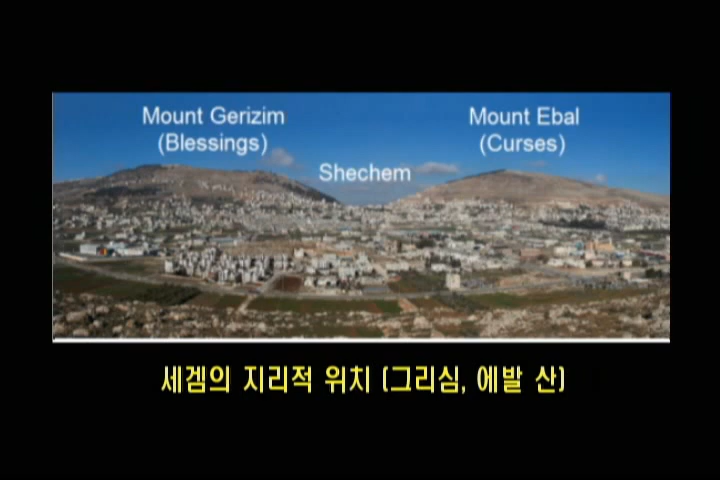 Mount Gerizim
(Blessings)
Mount Ebal
(Curses)
Shechem
세겜의 지리적 위치 (그리심, 에발 산)